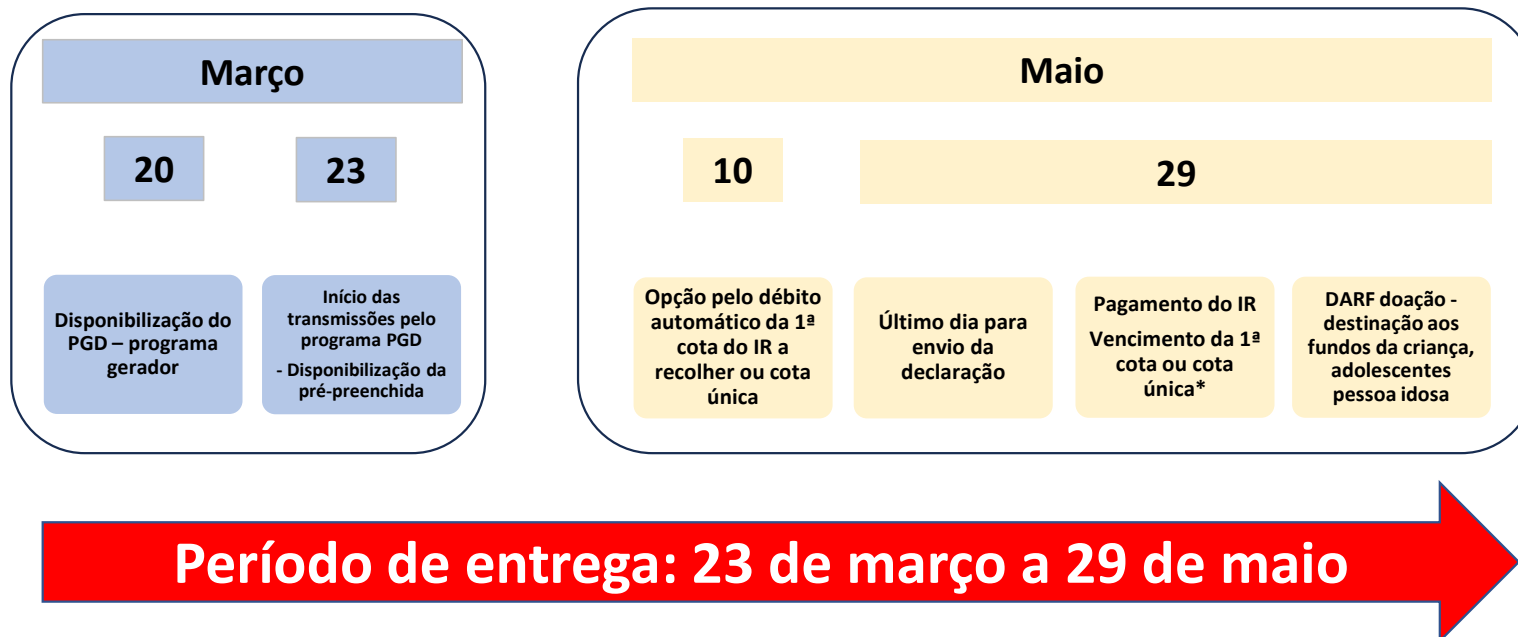 Março
20
23
Disponibilização do
PGD – programa
gerador
Início das
transmissões pelo
programa PGD
- Disponibilização da
pré-preenchida
Maio
10
29
Opção pelo débito
automático da 1ª
cota do IR a
recolher ou cota
única
Último dia para
envio da
declaração
Pagamento do IR
Vencimento da 1ª
cota ou cota
única*
DARF doação -
destinação aos
fundos da criança,
adolescentes
pessoa idosa
Período de entrega: 23 de março a 29 de maio